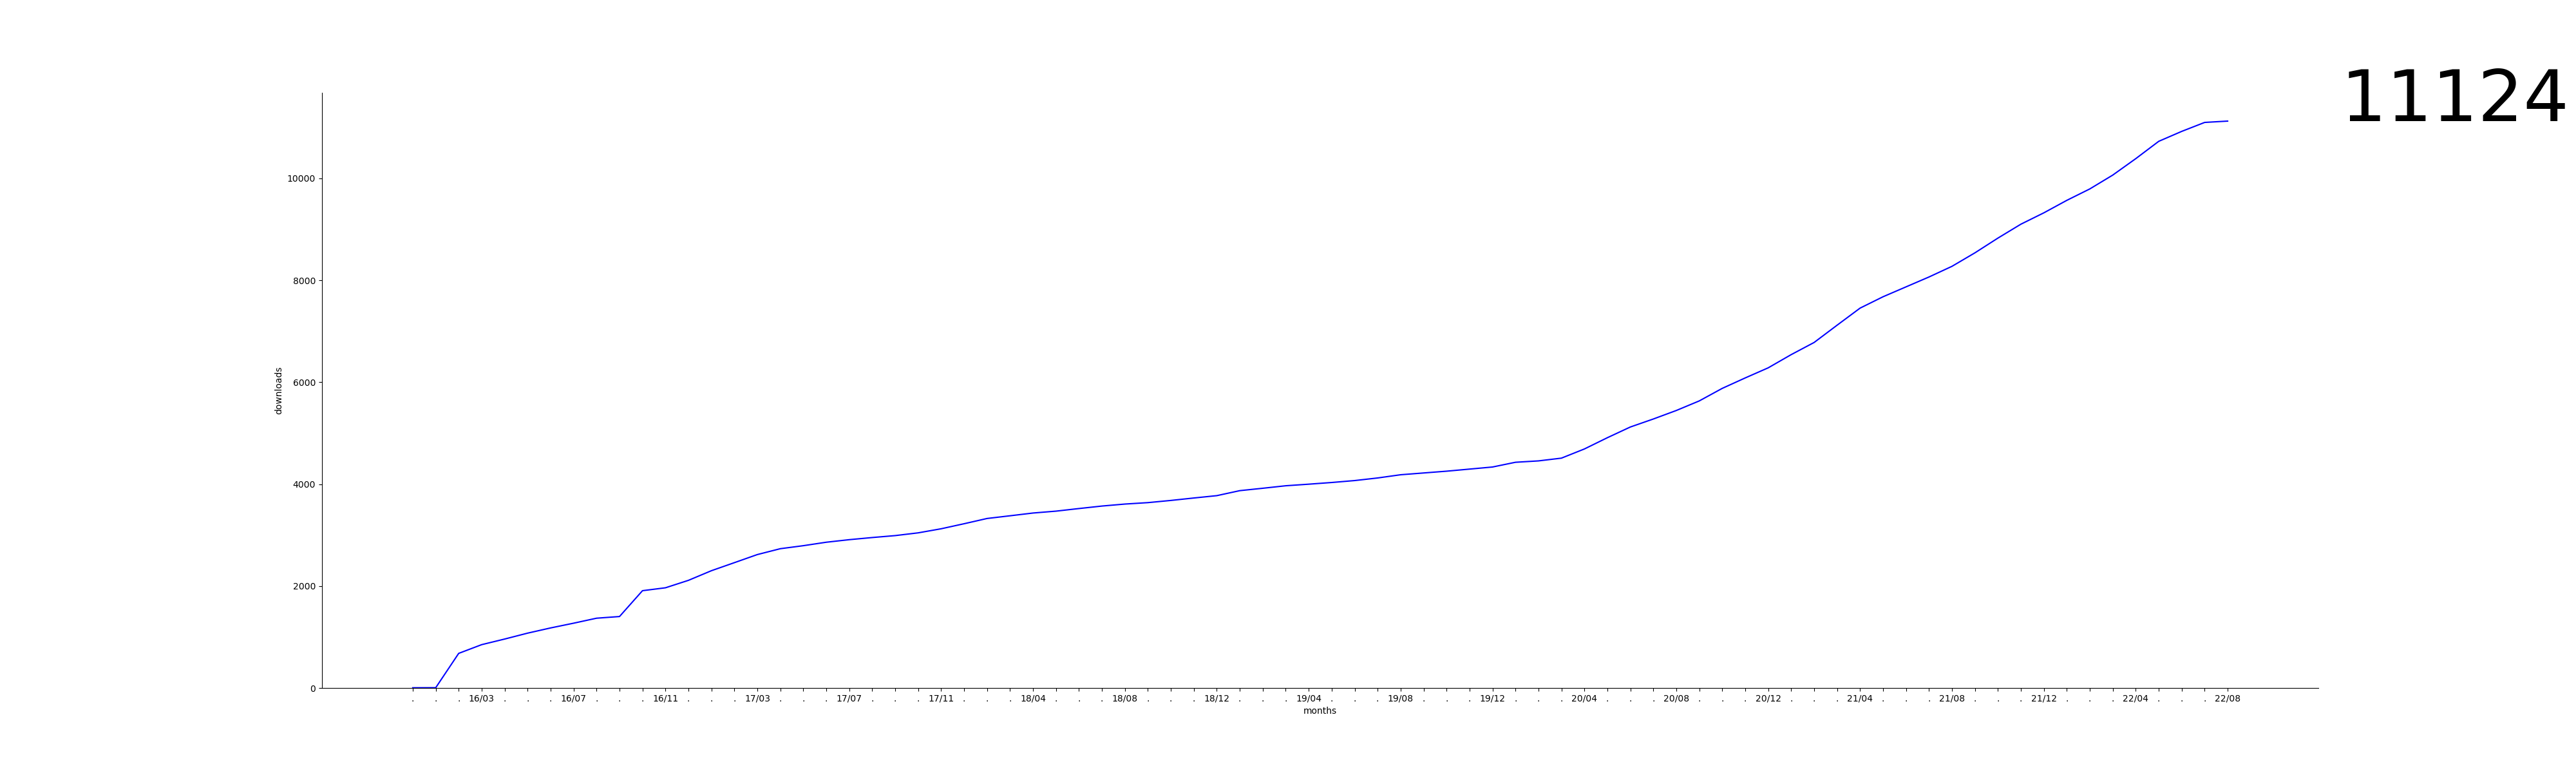 11124
10000
8000
6000
4000
2000
0
downloads
. . . 16/03 . . . 16/07 . . . 16/11 . . . 17/03 . . . 17/07 . . . 17/11 . . . 18/04 . . . 18/08 . . . 18/12 . . . 19/04 . . . 19/08 . . . 19/12 . . . 20/04 . . . 20/08 . . . 20/12 . . . 21/04 . . . 21/08 . . . 21/12 . . . 22/04 . . . 22/08
months